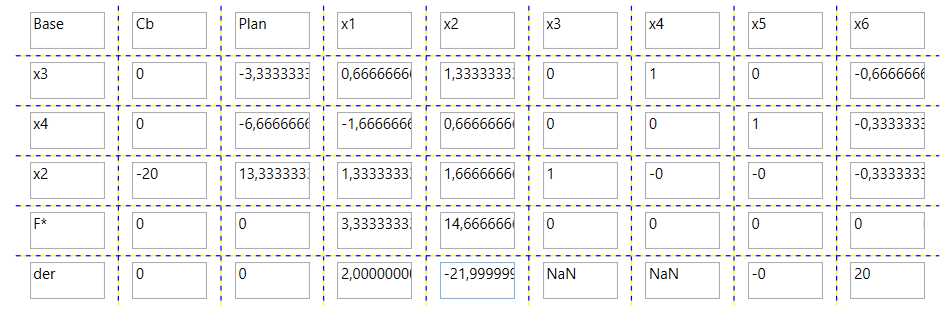 Base Cb Plan x1 x2 x3 x4 x5 x6
x3 0 -3,3333333 0,6666666 1,3333333 0 1 0 -0,6666666
x4 0 -6,6666666 -1,6666666 0,6666666 0 0 1 -0,3333333
x2 -20 13,3333333 1,3333333 1,6666666 1 -0 -0 -0,3333333
F* 0 0 3,3333333 14,6666666 0 0 0 0
der 0 0 2,0000000 -21,999999 NaN NaN -0 20